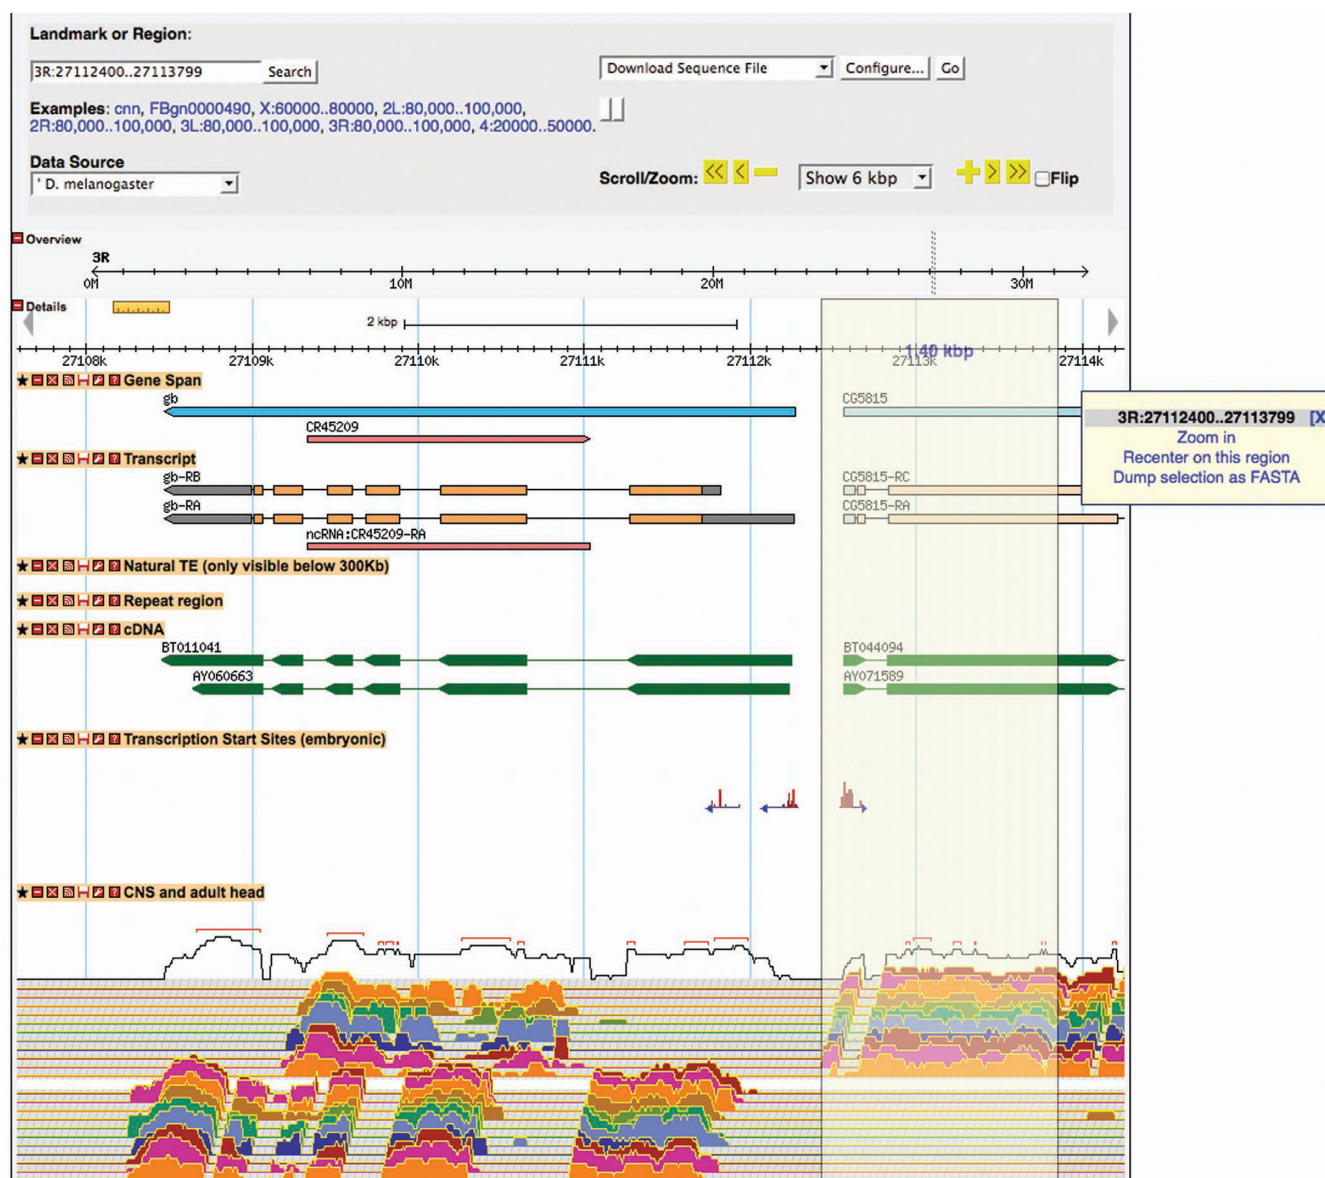 Landmark or Region:
3R:27112400..27113799 Search
Download Sequence File Configure... Go
Examples: cnn, FBgn0000490, X:60000..80000, 2L:80,000..100,000,
2R:80,000..100,000, 3L:80,000..100,000, 3R:80,000..100,000, 4:20000..50000.
Data Source
' D. melanogaster
Scroll/Zoom: << < Show 6 kbp > >> Flip
Overview
3R
0M 10M 20M 30M
Details
2 kbp
1.40 kbp
27108k 27109k 27110k 27111k 27112k 27113k 27114k
Gene Span
gb CG5815
CR45209
3R:27112400..27113799 [X
Zoom in
Recenter on this region
Dump selection as FASTA
Transcript
gb-RB CG5815-RC
gb-RA CG5815-RA
ncRNA:CR45209-RA
Natural TE (only visible below 300Kb)
Repeat region
cDNA
BT011041 BT044094
AY060663 AY071589
Transcription Start Sites (embryonic)
CNS and adult head